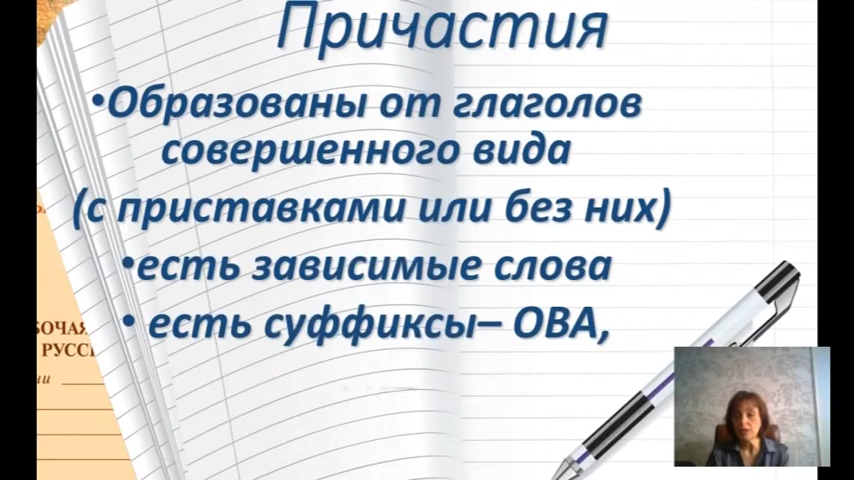 Причастия
•Образованы от глаголов
совершенного вида
(с приставками или без них)
•есть зависимые слова
• есть суффиксы– ОВА,